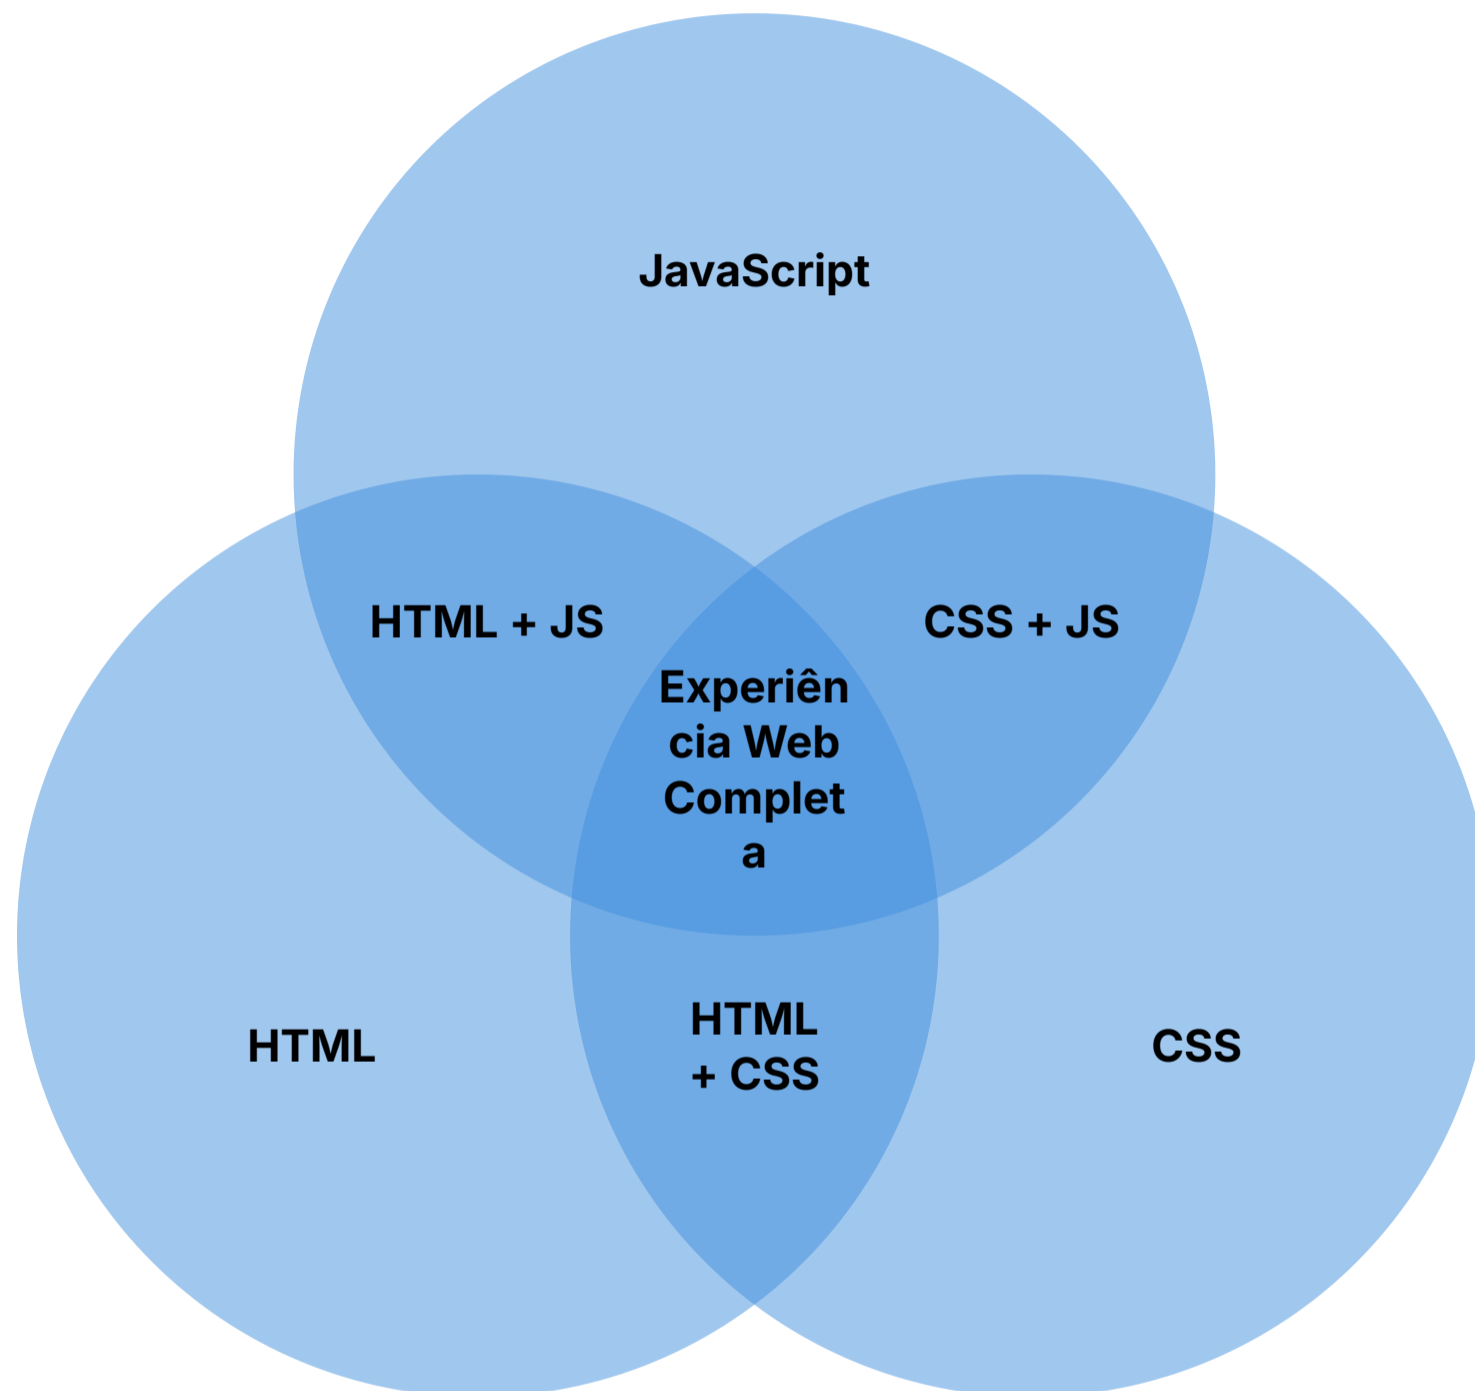 JavaScript
HTML + JS
CSS + JS
Experiên
cia Web
Complet
a
HTML
HTML
+ CSS
CSS